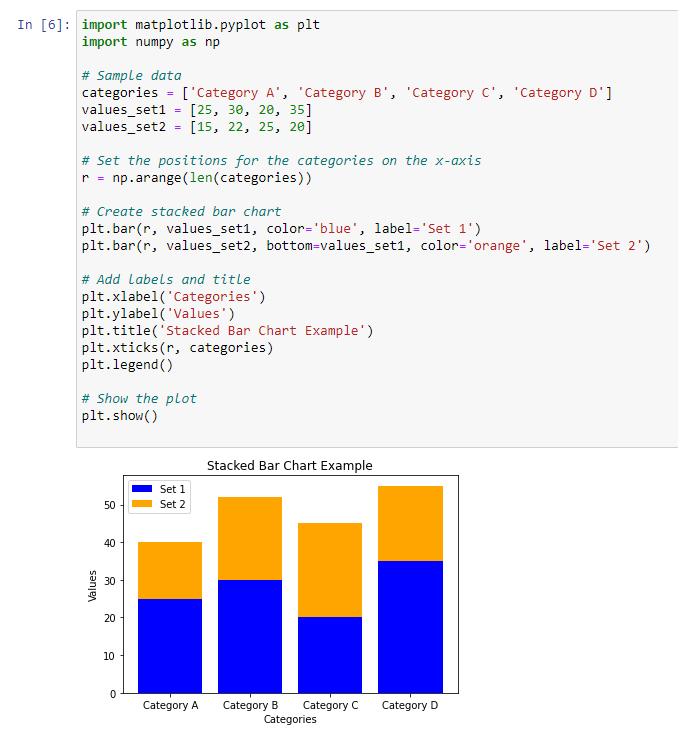 In [6]: import matplotlib.pyplot as plt
import numpy as np
# Sample data
categories = ['Category A', 'Category B', 'Category C', 'Category D']
values_set1 = [25, 30, 20, 35]
values_set2 = [15, 22, 25, 20]
# Set the positions for the categories on the x-axis
r = np.arange(len(categories))
# Create stacked bar chart
plt.bar(r, values_set1, color='blue', label='Set 1')
plt.bar(r, values_set2, bottom=values_set1, color='orange', label='Set 2')
# Add labels and title
plt.xlabel('Categories')
plt.ylabel('Values')
plt.title('Stacked Bar Chart Example')
plt.xticks(r, categories)
plt.legend()
# Show the plot
plt.show()
Stacked Bar Chart Example
Set 1
Set 2
50
40
30
20
10
0
Values
Category A Category B Category C Category D
Categories